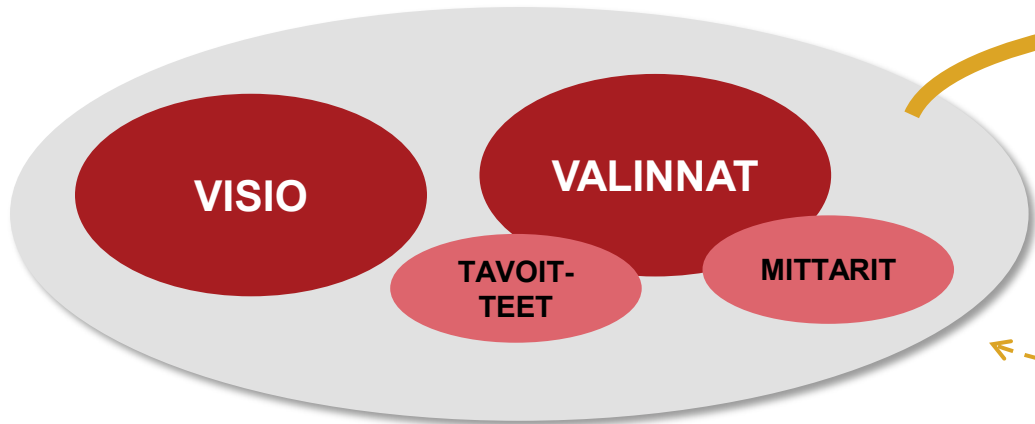 VISIO
VALINNAT
TAVOIT-
TEET
MITTARIT